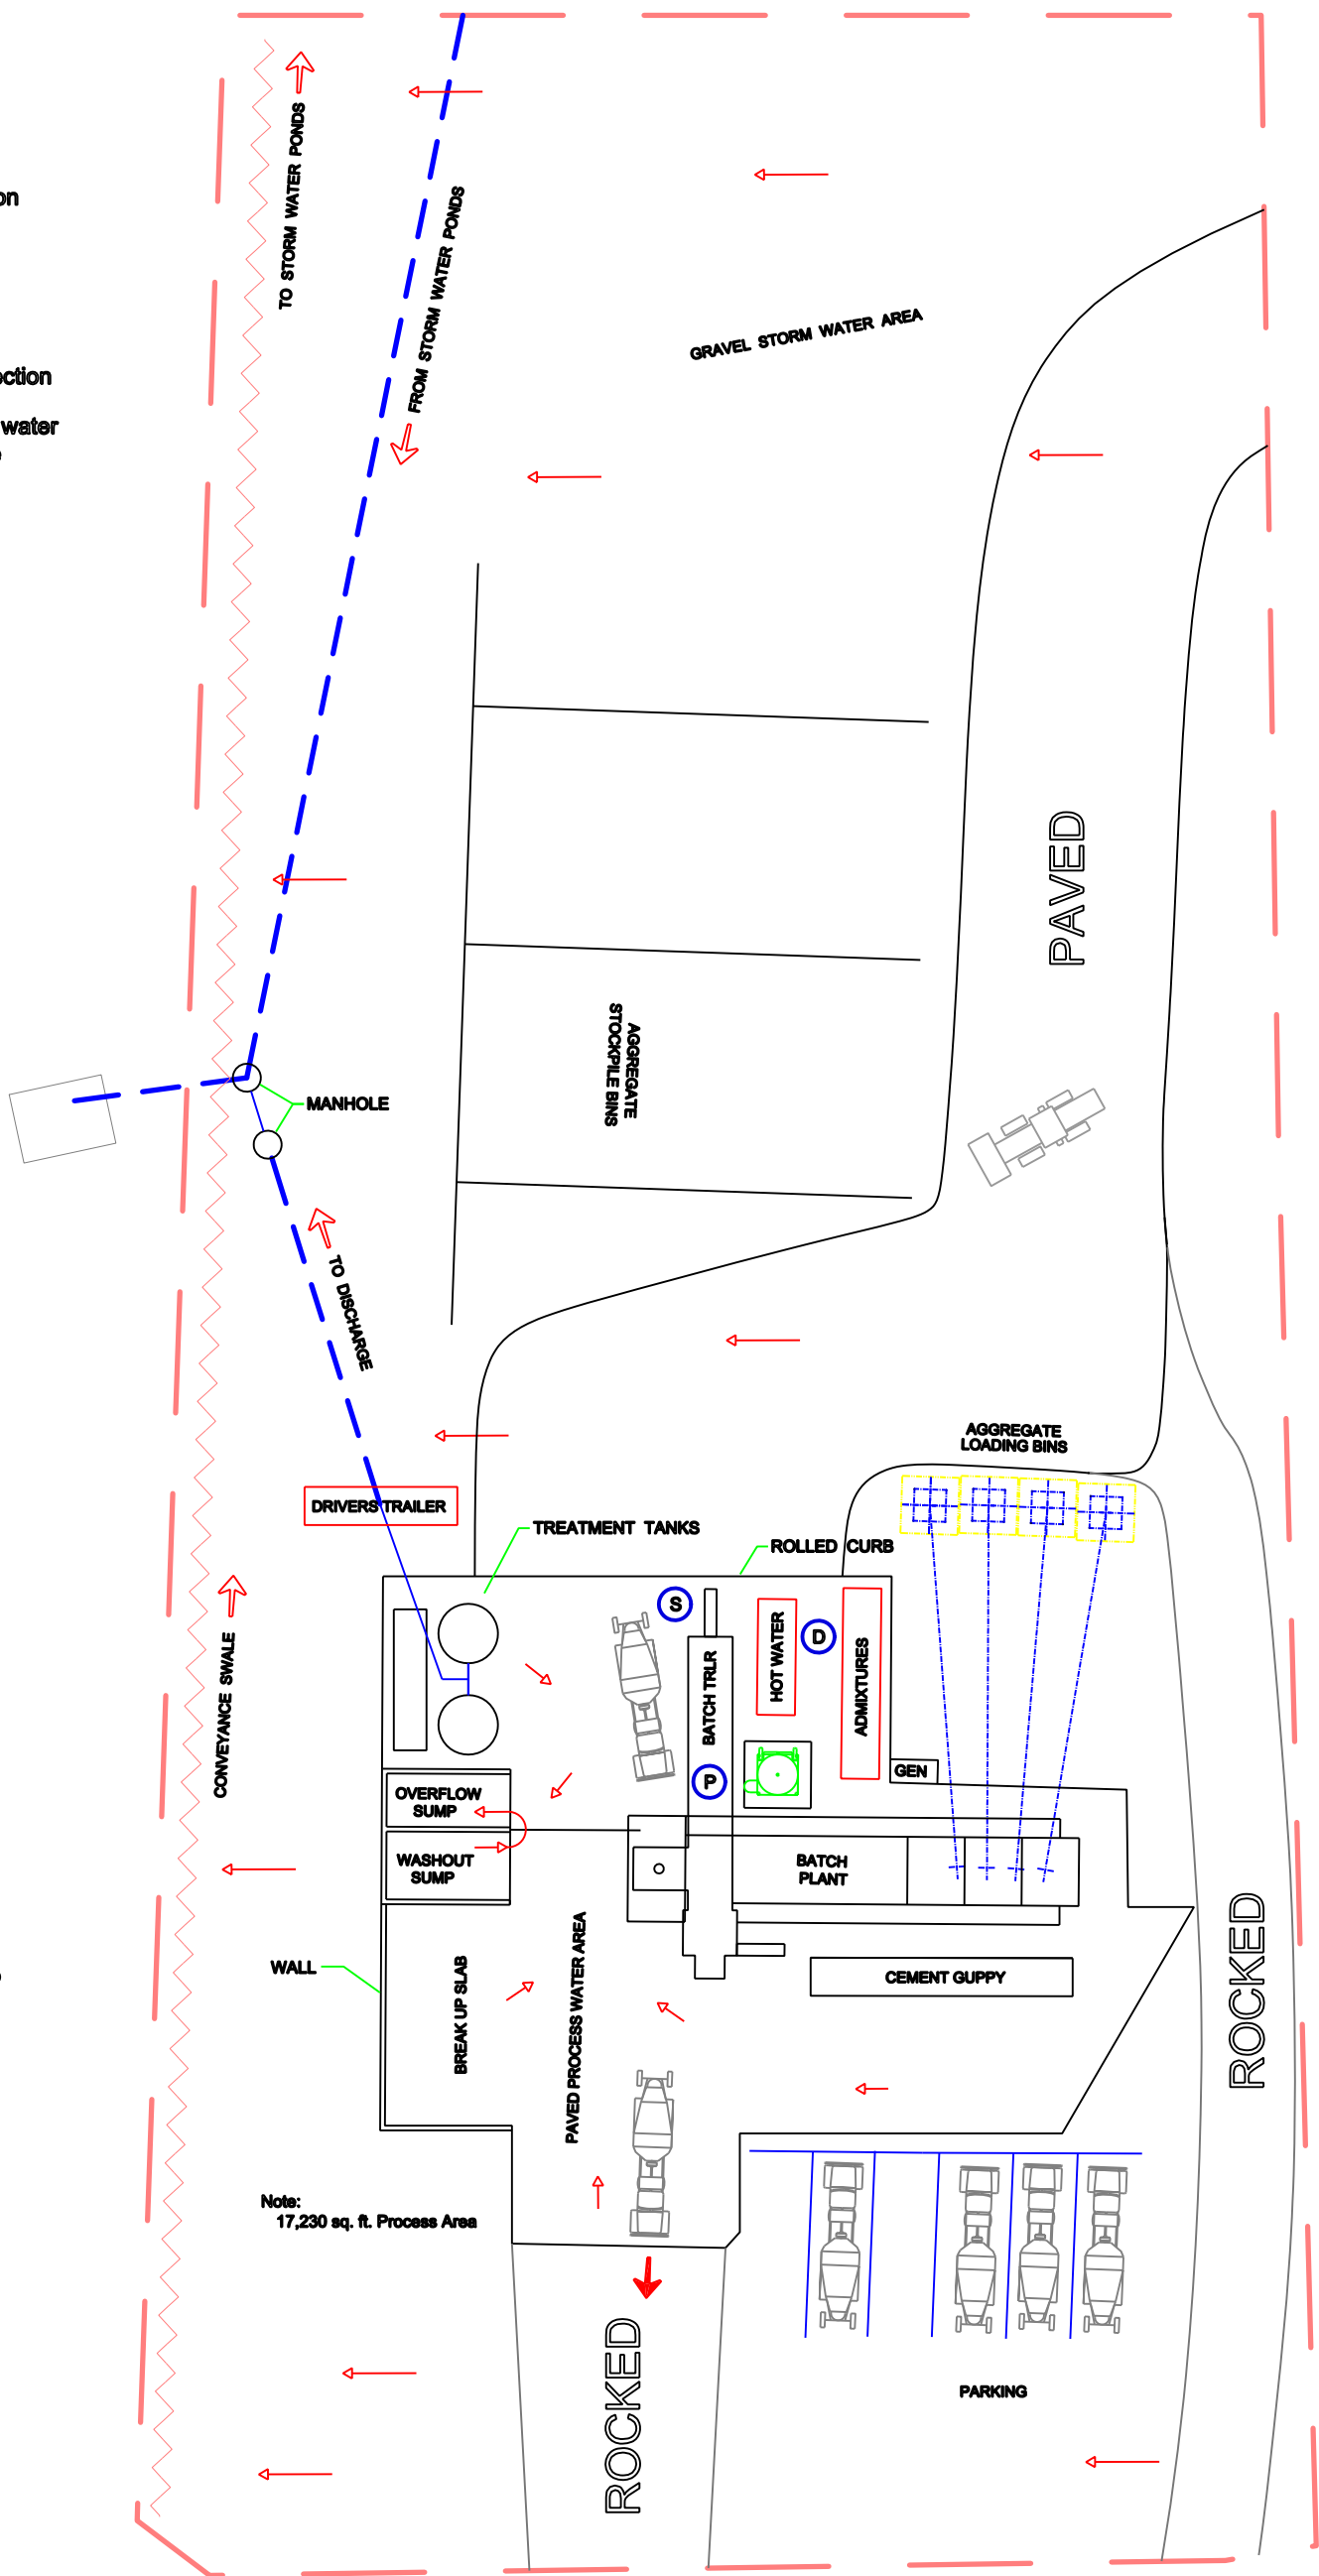 on
ection
water
TO STORM WATER PONDS
FROM STORM WATER PONDS
GRAVEL STORM WATER AREA
PAVED
AGGREGATE
STOCKPILE BINS
MANHOLE
TO DISCHARGE
AGGREGATE
LOADING BINS
DRIVERS TRAILER
TREATMENT TANKS
ROLLED CURB
S
HOT WATER
D
ADMIXTURES
BATCH TRLR
P
GEN
CONVEYANCE SWALE
OVERFLOW
SUMP
WASHOUT
SUMP
BATCH
PLANT
WALL
BREAK UP SLAB
PAVED PROCESS WATER AREA
CEMENT GUPPY
ROCKED
Note:
17,230 sq. ft. Process Area
ROCKED
PARKING